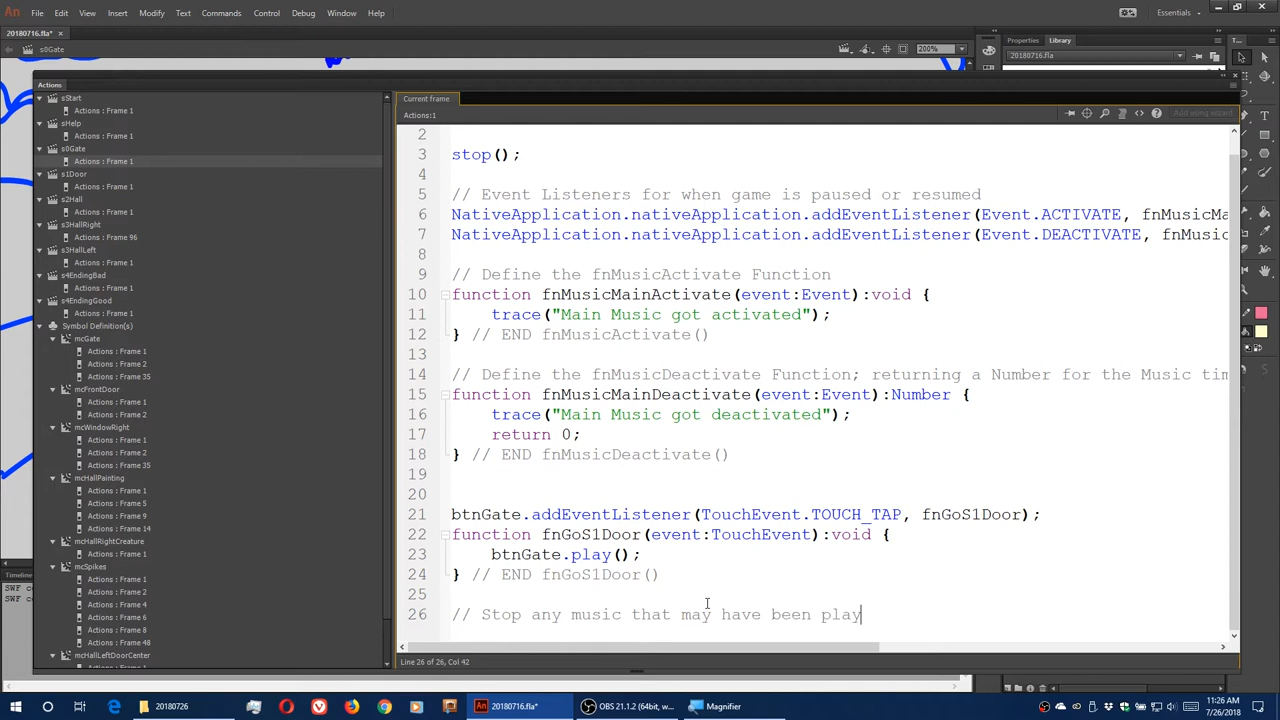 An File Edit View Insert Modify Text Commands Control Debug Window Help Essentials
20180716.fla* ×
s0Gate 200%
Properties Library
20180716.fla
Actions
sStart
Actions : Frame 1
sHelp
Actions : Frame 1
s0Gate
Actions : Frame 1
s1Door
Actions : Frame 1
s2Hall
Actions : Frame 1
s3HallRight
Actions : Frame 96
s3HallLeft
Actions : Frame 1
s4EndingBad
Actions : Frame 1
s4EndingGood
Actions : Frame 1
Symbol Definition(s)
mcGate
Actions : Frame 1
Actions : Frame 2
Actions : Frame 35
mcFrontDoor
Actions : Frame 1
Actions : Frame 2
mcWindowRight
Actions : Frame 1
Actions : Frame 2
Actions : Frame 35
mcHallPainting
Actions : Frame 1
Actions : Frame 5
Actions : Frame 9
Actions : Frame 14
mcHallRightCreature
Actions : Frame 1
mcSpikes
Actions : Frame 1
Actions : Frame 2
Actions : Frame 4
Actions : Frame 6
Actions : Frame 8
Actions : Frame 48
mcHallLeftDoorCenter
Actions : Frame 1
Current frame
Actions:1 Add using wizard
2
3 stop();
4
5 // Event Listeners for when game is paused or resumed
6 NativeApplication.nativeApplication.addEventListener(Event.ACTIVATE, fnMusicMa
7 NativeApplication.nativeApplication.addEventListener(Event.DEACTIVATE, fnMusic
8
9 // Define the fnMusicActivate Function
10 function fnMusicMainActivate(event:Event):void {
11 trace("Main Music got activated");
12 } // END fnMusicActivate()
13
14 // Define the fnMusicDeactivate Function; returning a Number for the Music tim
15 function fnMusicMainDeactivate(event:Event):Number {
16 trace("Main Music got deactivated");
17 return 0;
18 } // END fnMusicDeactivate()
19
20
21 btnGate.addEventListener(TouchEvent.TOUCH_TAP, fnGoS1Door);
22 function fnGoS1Door(event:TouchEvent):void {
23 btnGate.play();
24 } // END fnGoS1Door()
25
26 // Stop any music that may have been play
Line 26 of 26, Col 42
Timeline
SWF co
SWF co
20180726
20180716.fla*
OBS 21.1.2 (64bit, w...
Magnifier
11:26 AM
7/26/2018